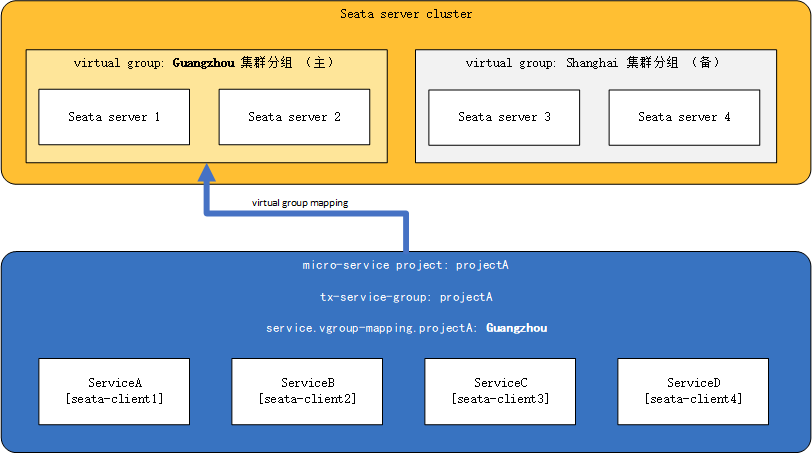 Seata server cluster
virtual group: Guangzhou 集群分组 （主）
virtual group: Shanghai 集群分组 （备）
Seata server 1
Seata server 2
Seata server 3
Seata server 4
virtual group mapping
micro-service project: projectA
tx-service-group: projectA
service.vgroup-mapping.projectA: Guangzhou
ServiceA
[seata-client1]
ServiceB
[seata-client2]
ServiceC
[seata-client3]
ServiceD
[seata-client4]